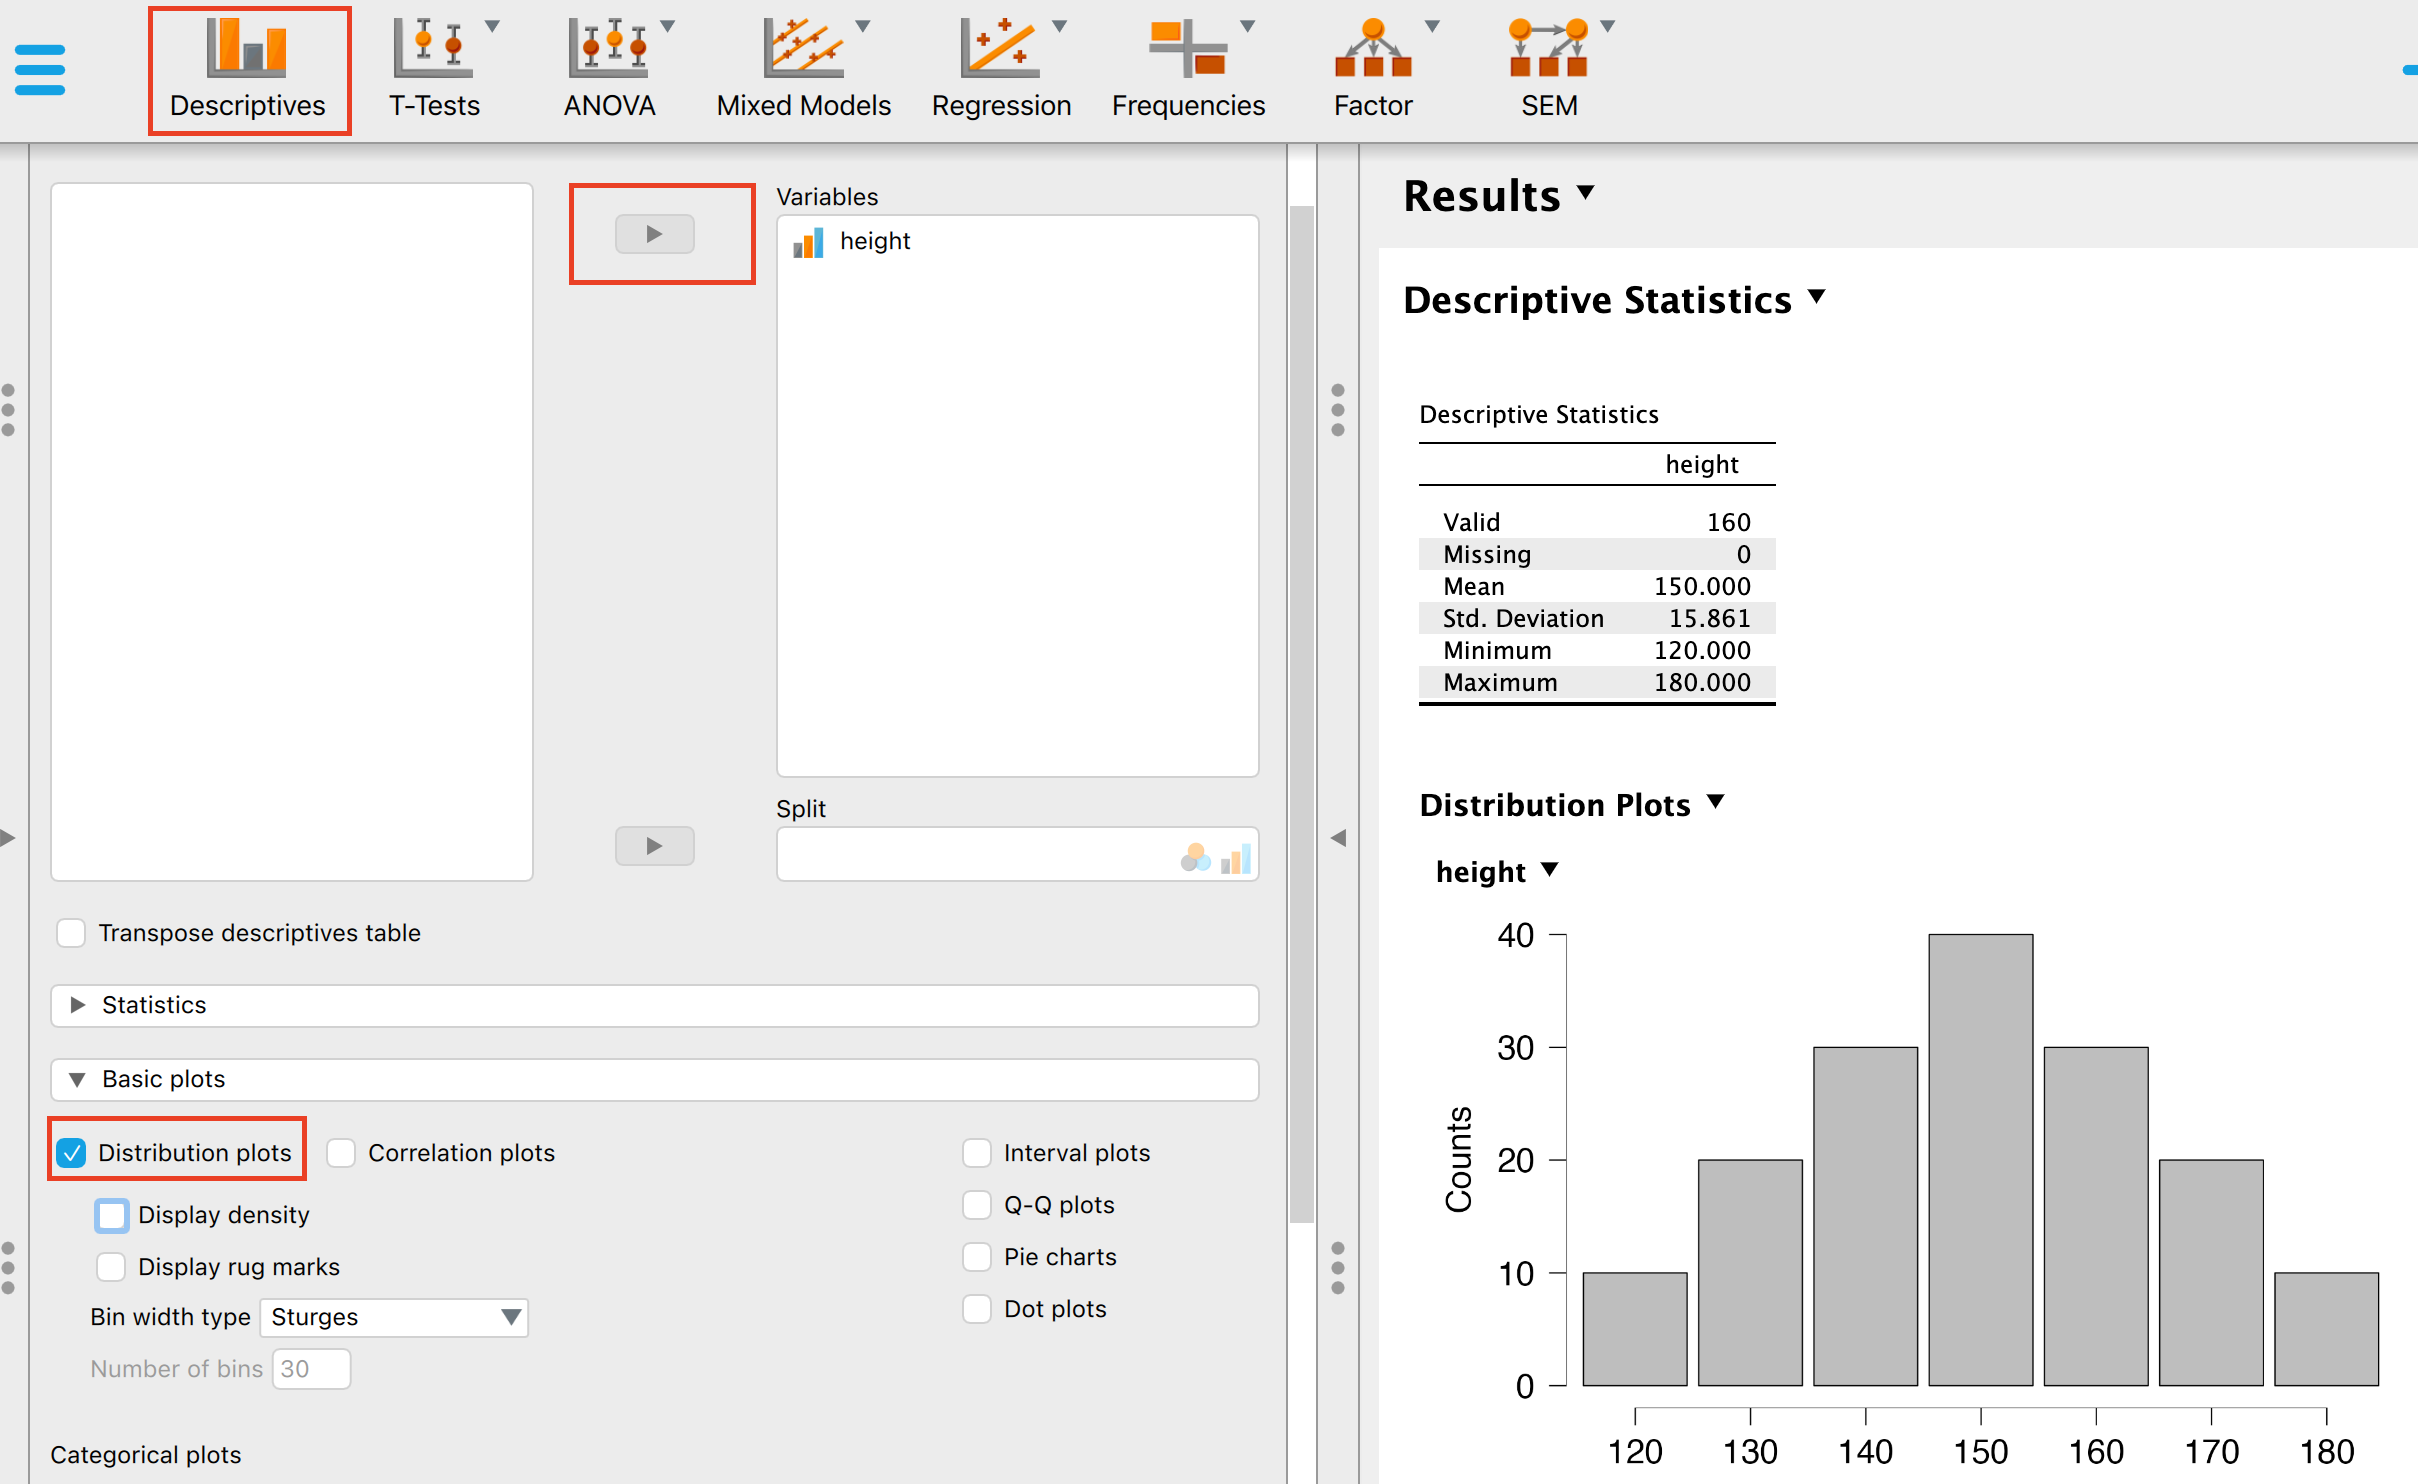 Descriptives
T-Tests
ANOVA
Mixed Models
Regression
Frequencies
Factor
SEM
Variables
height
Split
Transpose descriptives table
Statistics
Basic plots
Distribution plots
Correlation plots
Interval plots
Display density
Q-Q plots
Display rug marks
Pie charts
Bin width type Sturges
Dot plots
Number of bins 30
Categorical plots
Results
Descriptive Statistics
Descriptive Statistics
height
Valid 160
Missing 0
Mean 150.000
Std. Deviation 15.861
Minimum 120.000
Maximum 180.000
Distribution Plots
height
40
30
20
10
0
Counts
120 130 140 150 160 170 180